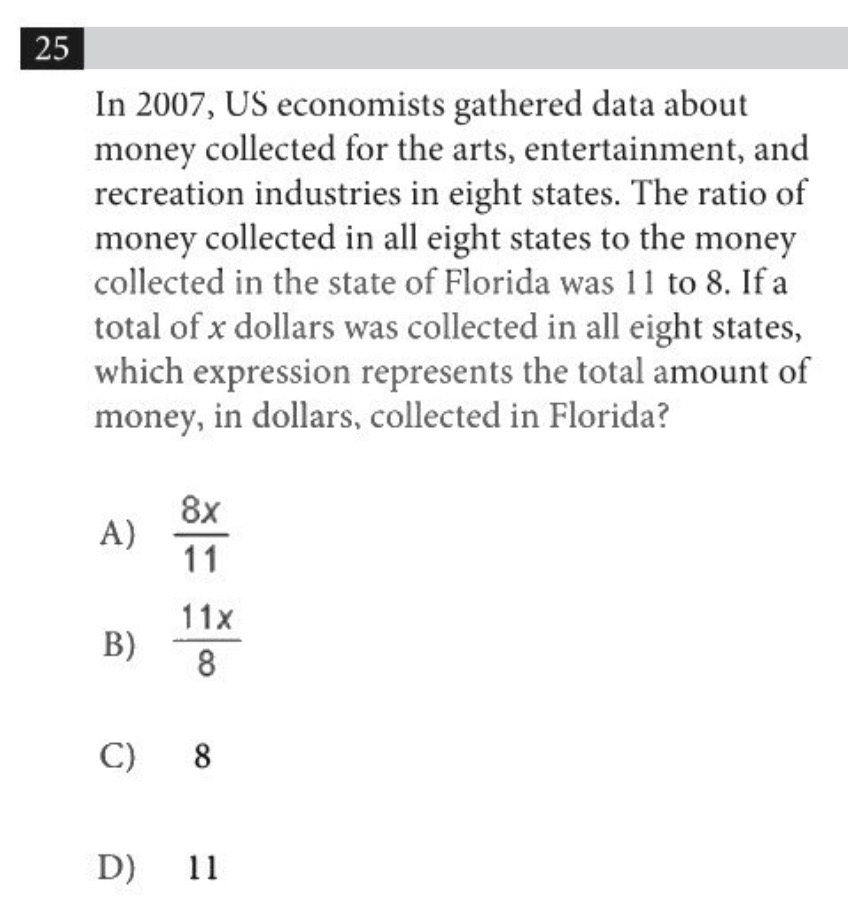 25
In 2007, US economists gathered data about
money collected for the arts, entertainment, and
recreation industries in eight states. The ratio of
money collected in all eight states to the money
collected in the state of Florida was 11 to 8. If a
total of x dollars was collected in all eight states,
which expression represents the total amount of
money, in dollars, collected in Florida?
A) 8x/11
B) 11x/8
C) 8
D) 11